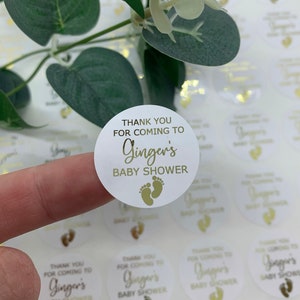 THANK YOU
FOR COMING TO
Ginger's
BABY SHOWER